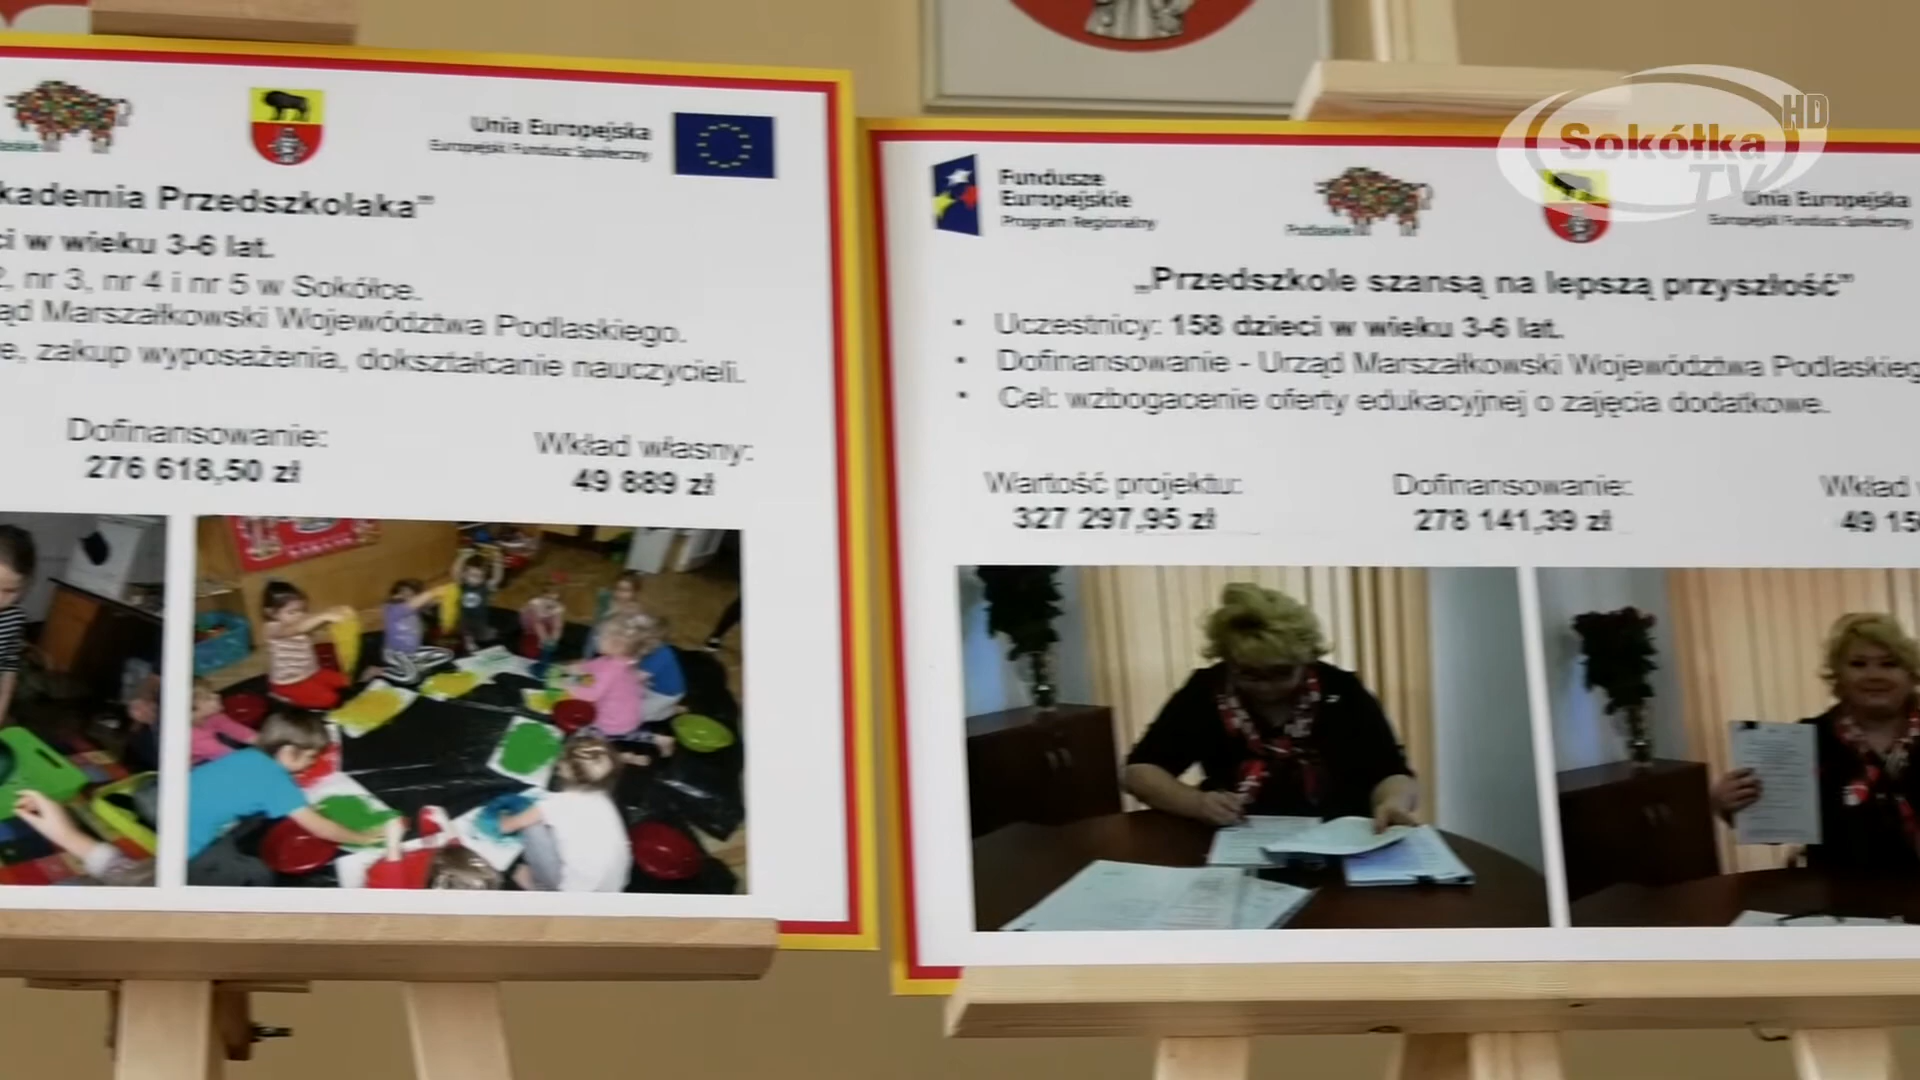 Sokółka TV HD
Unia Europejska
Europejski Fundusz Społeczny
kademia Przedszkolaka”
ci w wieku 3-6 lat.
2, nr 3, nr 4 i nr 5 w Sokółce.
ąd Marszałkowski Województwa Podlaskiego.
e, zakup wyposażenia, dokształcanie nauczycieli.
Dofinansowanie:
276 618,50 zł
Wkład własny:
49 889 zł
Fundusze
Europejskie
Program Regionalny
Podlaskie
Unia Europejska
Europejski Fundusz Społeczny
„Przedszkole szansą na lepszą przyszłość”
• Uczestnicy: 158 dzieci w wieku 3-6 lat.
• Dofinansowanie - Urząd Marszałkowski Województwa Podlaskieg
• Cel: wzbogacenie oferty edukacyjnej o zajęcia dodatkowe.
Wartość projektu:
327 297,95 zł
Dofinansowanie:
278 141,39 zł
Wkład
49 15